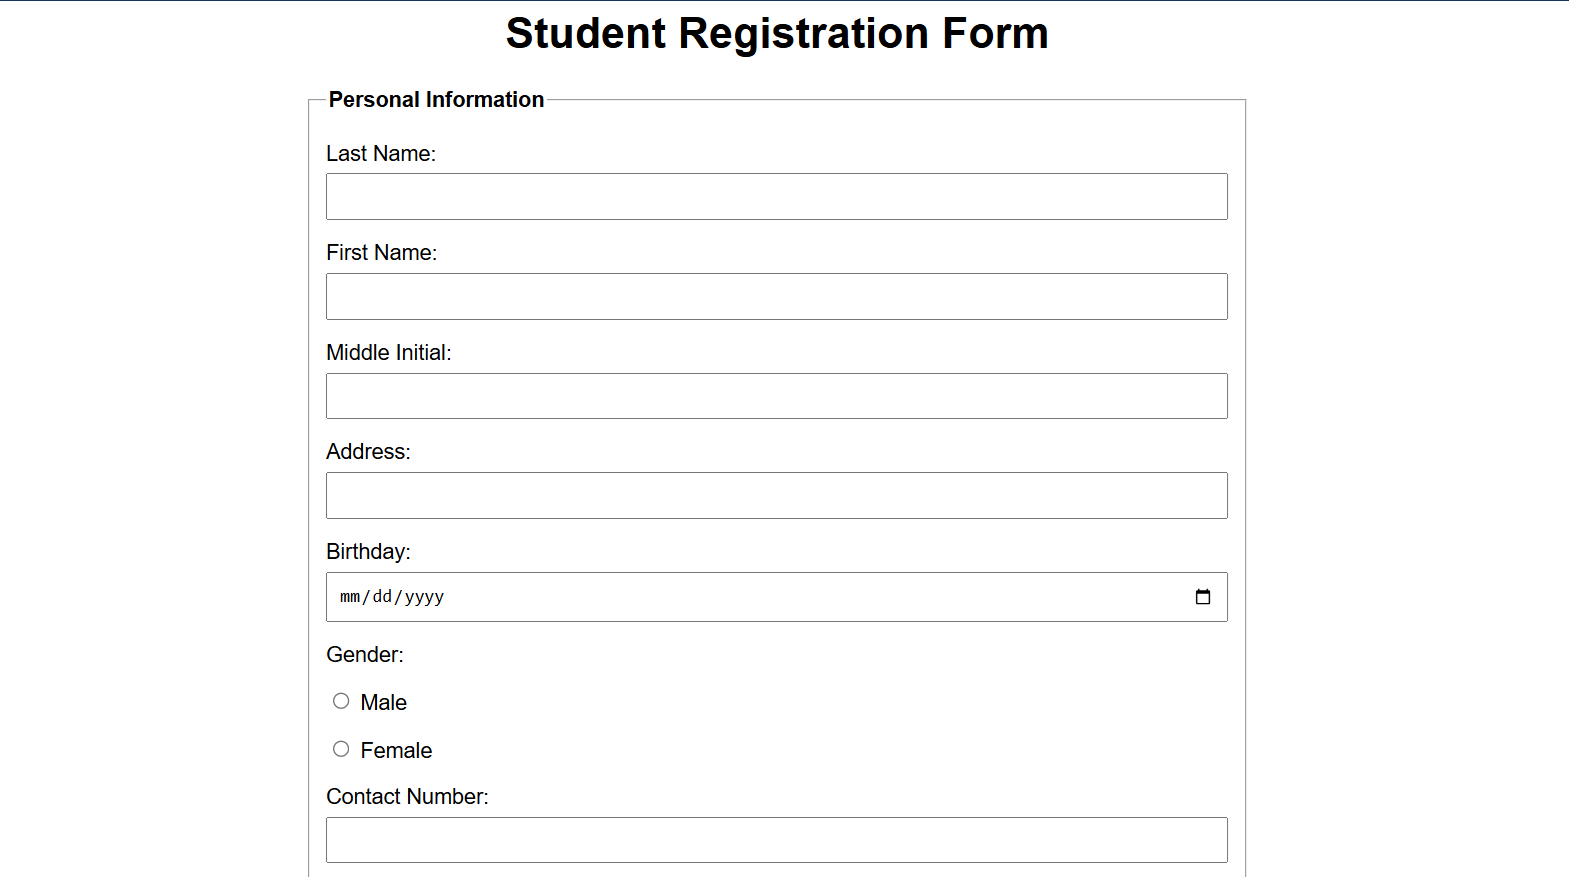 Student Registration Form
Personal Information
Last Name:
First Name:
Middle Initial:
Address:
Birthday:
mm/dd/yyyy
Gender:
Male
Female
Contact Number: